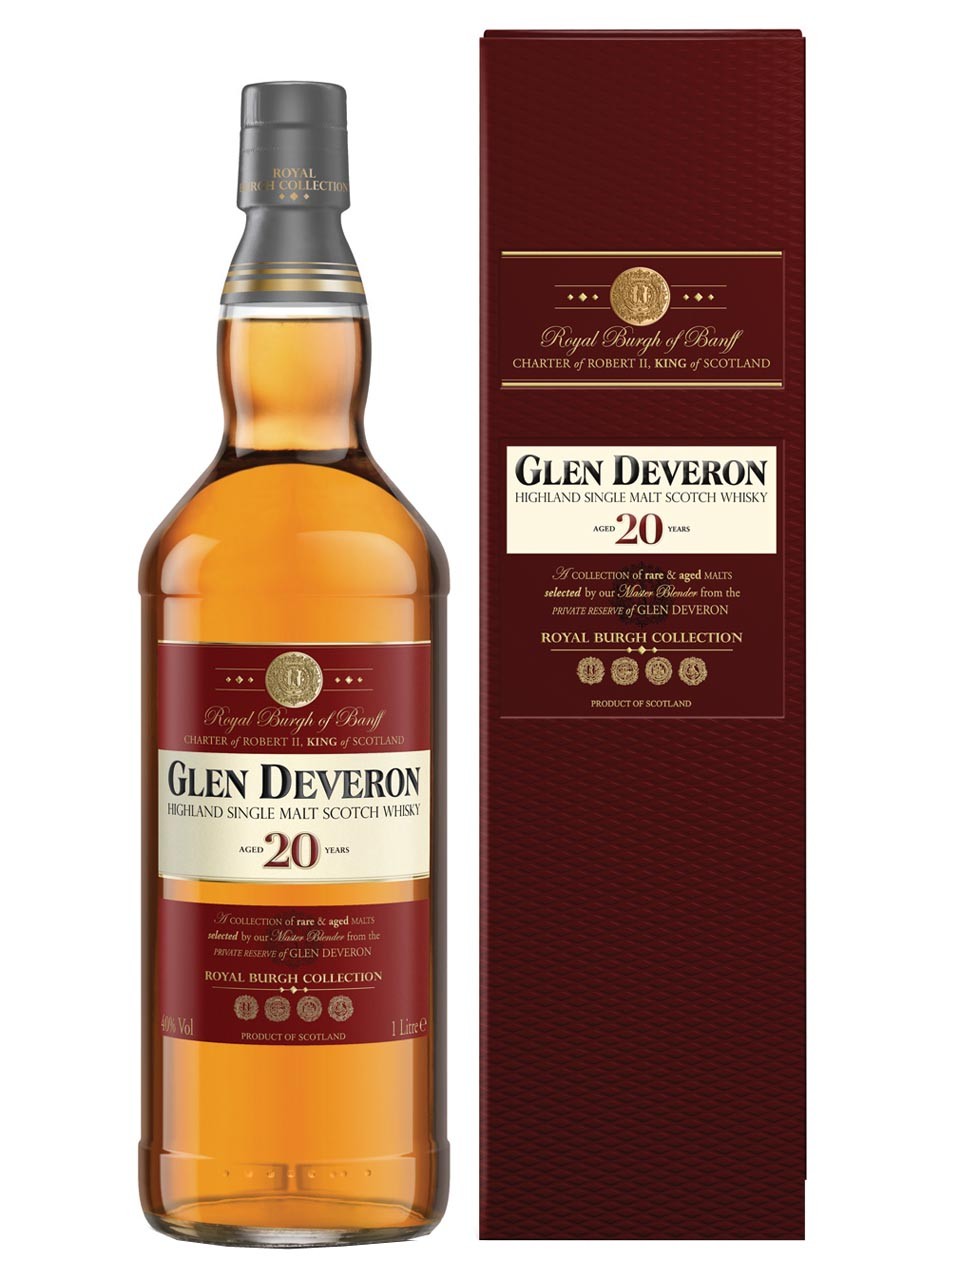 ROYAL
BURGH COLLECTION
Royal Burgh of Banff
CHARTER of ROBERT II, KING of SCOTLAND
GLEN DEVERON
HIGHLAND SINGLE MALT SCOTCH WHISKY
AGED 20 YEARS
A COLLECTION of rare & aged MALTS
selected by our Master Blender from the
PRIVATE RESERVE of GLEN DEVERON
ROYAL BURGH COLLECTION
40% Vol
1 Litre e
PRODUCT OF SCOTLAND
Royal Burgh of Banff
CHARTER of ROBERT II, KING of SCOTLAND
GLEN DEVERON
HIGHLAND SINGLE MALT SCOTCH WHISKY
AGED 20 YEARS
A COLLECTION of rare & aged MALTS
selected by our Master Blender from the
PRIVATE RESERVE of GLEN DEVERON
ROYAL BURGH COLLECTION
PRODUCT OF SCOTLAND